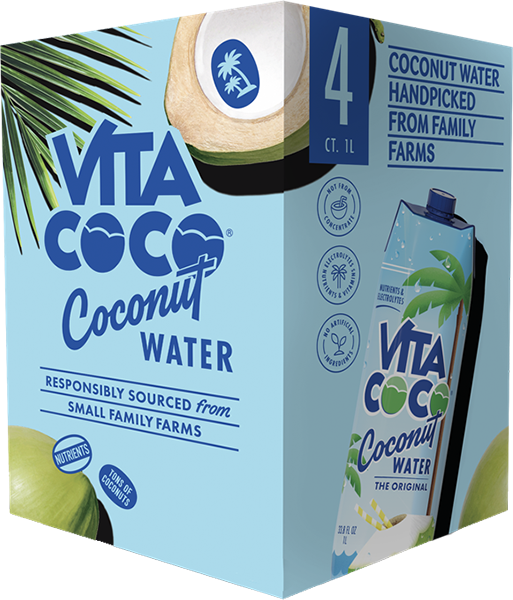 VITA
COCO®
Coconut
WATER
RESPONSIBLY SOURCED from
SMALL FAMILY FARMS
NUTRIENTS
TONS OF
COCONUTS
4
CT. 1L
COCONUT WATER
HANDPICKED
FROM FAMILY
FARMS
NOT FROM
CONCENTRATE
ELECTROLYTES
NUTRIENTS & VITAMINS
NO ARTIFICIAL
INGREDIENTS
NUTRIENTS &
ELECTROLYTES
VITA
COCO
Coconut
WATER
THE ORIGINAL
33.8 FL OZ
1L